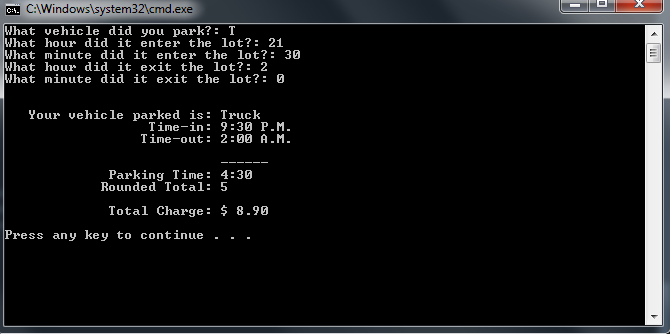 C:\Windows\system32\cmd.exe
What vehicle did you park?: T
What hour did it enter the lot?: 21
What minute did it enter the lot?: 30
What hour did it exit the lot?: 2
What minute did it exit the lot?: 0
Your vehicle parked is: Truck
Time-in: 9:30 P.M.
Time-out: 2:00 A.M.
______
Parking Time: 4:30
Rounded Total: 5
Total Charge: $ 8.90
Press any key to continue . . .